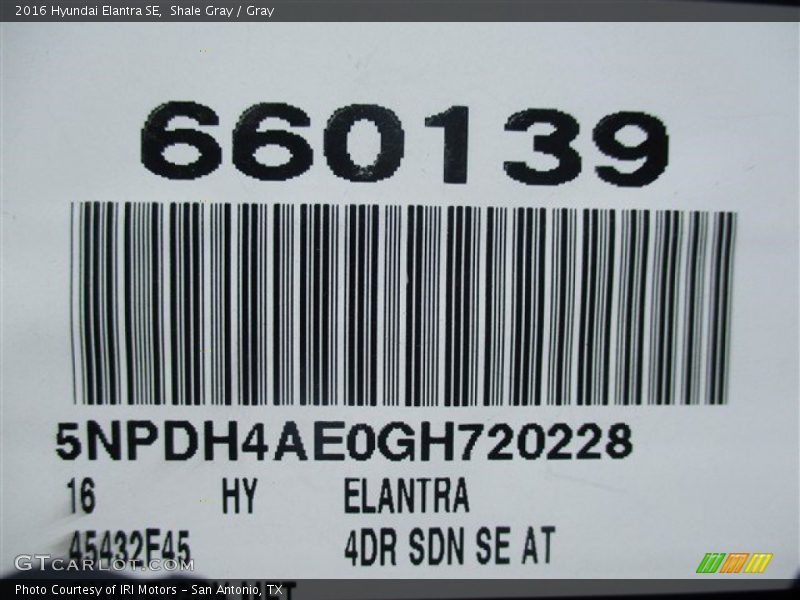 2016 Hyundai Elantra SE, Shale Gray / Gray
660139
5NPDH4AE0GH720228
16 HY ELANTRA
45432F45 4DR SDN SE AT
GTCARLOT.COM
Photo Courtesy of IRI Motors - San Antonio, TX